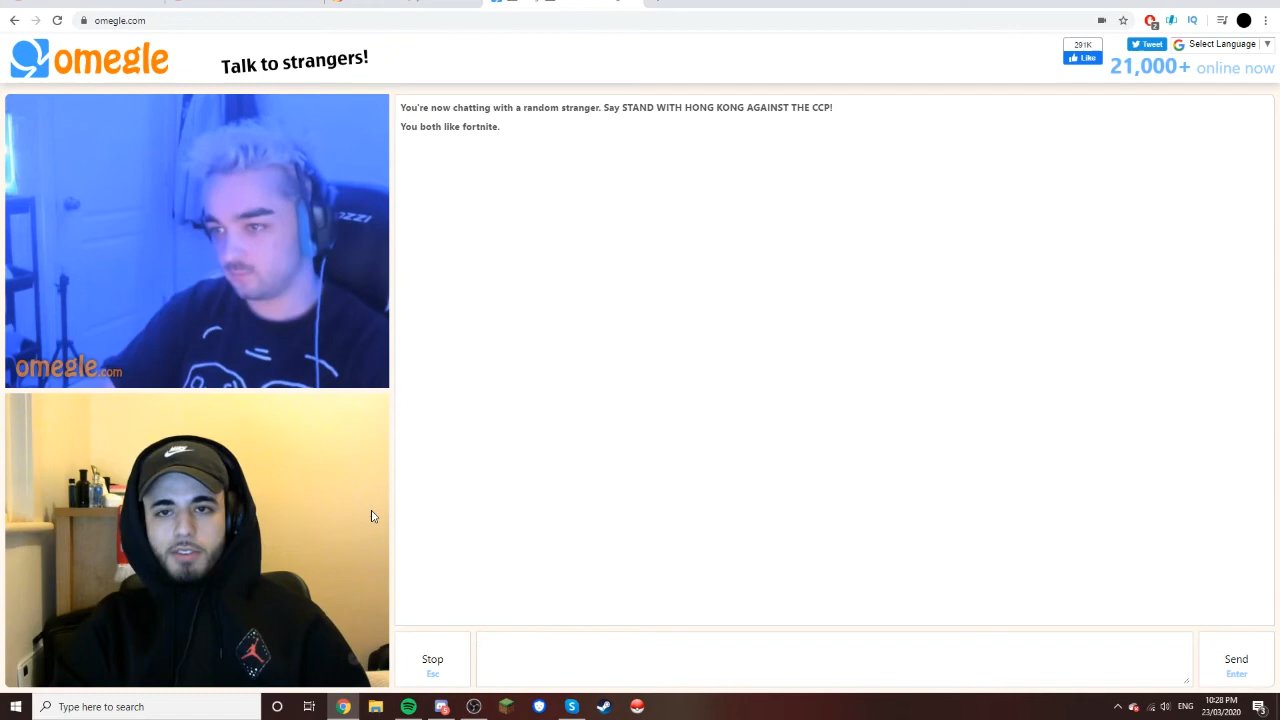 omegle.com
291K
Like
Tweet
Select Language
omegle
Talk to strangers!
21,000+ online now
You're now chatting with a random stranger. Say STAND WITH HONG KONG AGAINST THE CCP!
You both like fortnite.
OZZI
omegle.com
Stop
Esc
Send
Enter
Type here to search
ENG
10:28 PM
23/03/2020